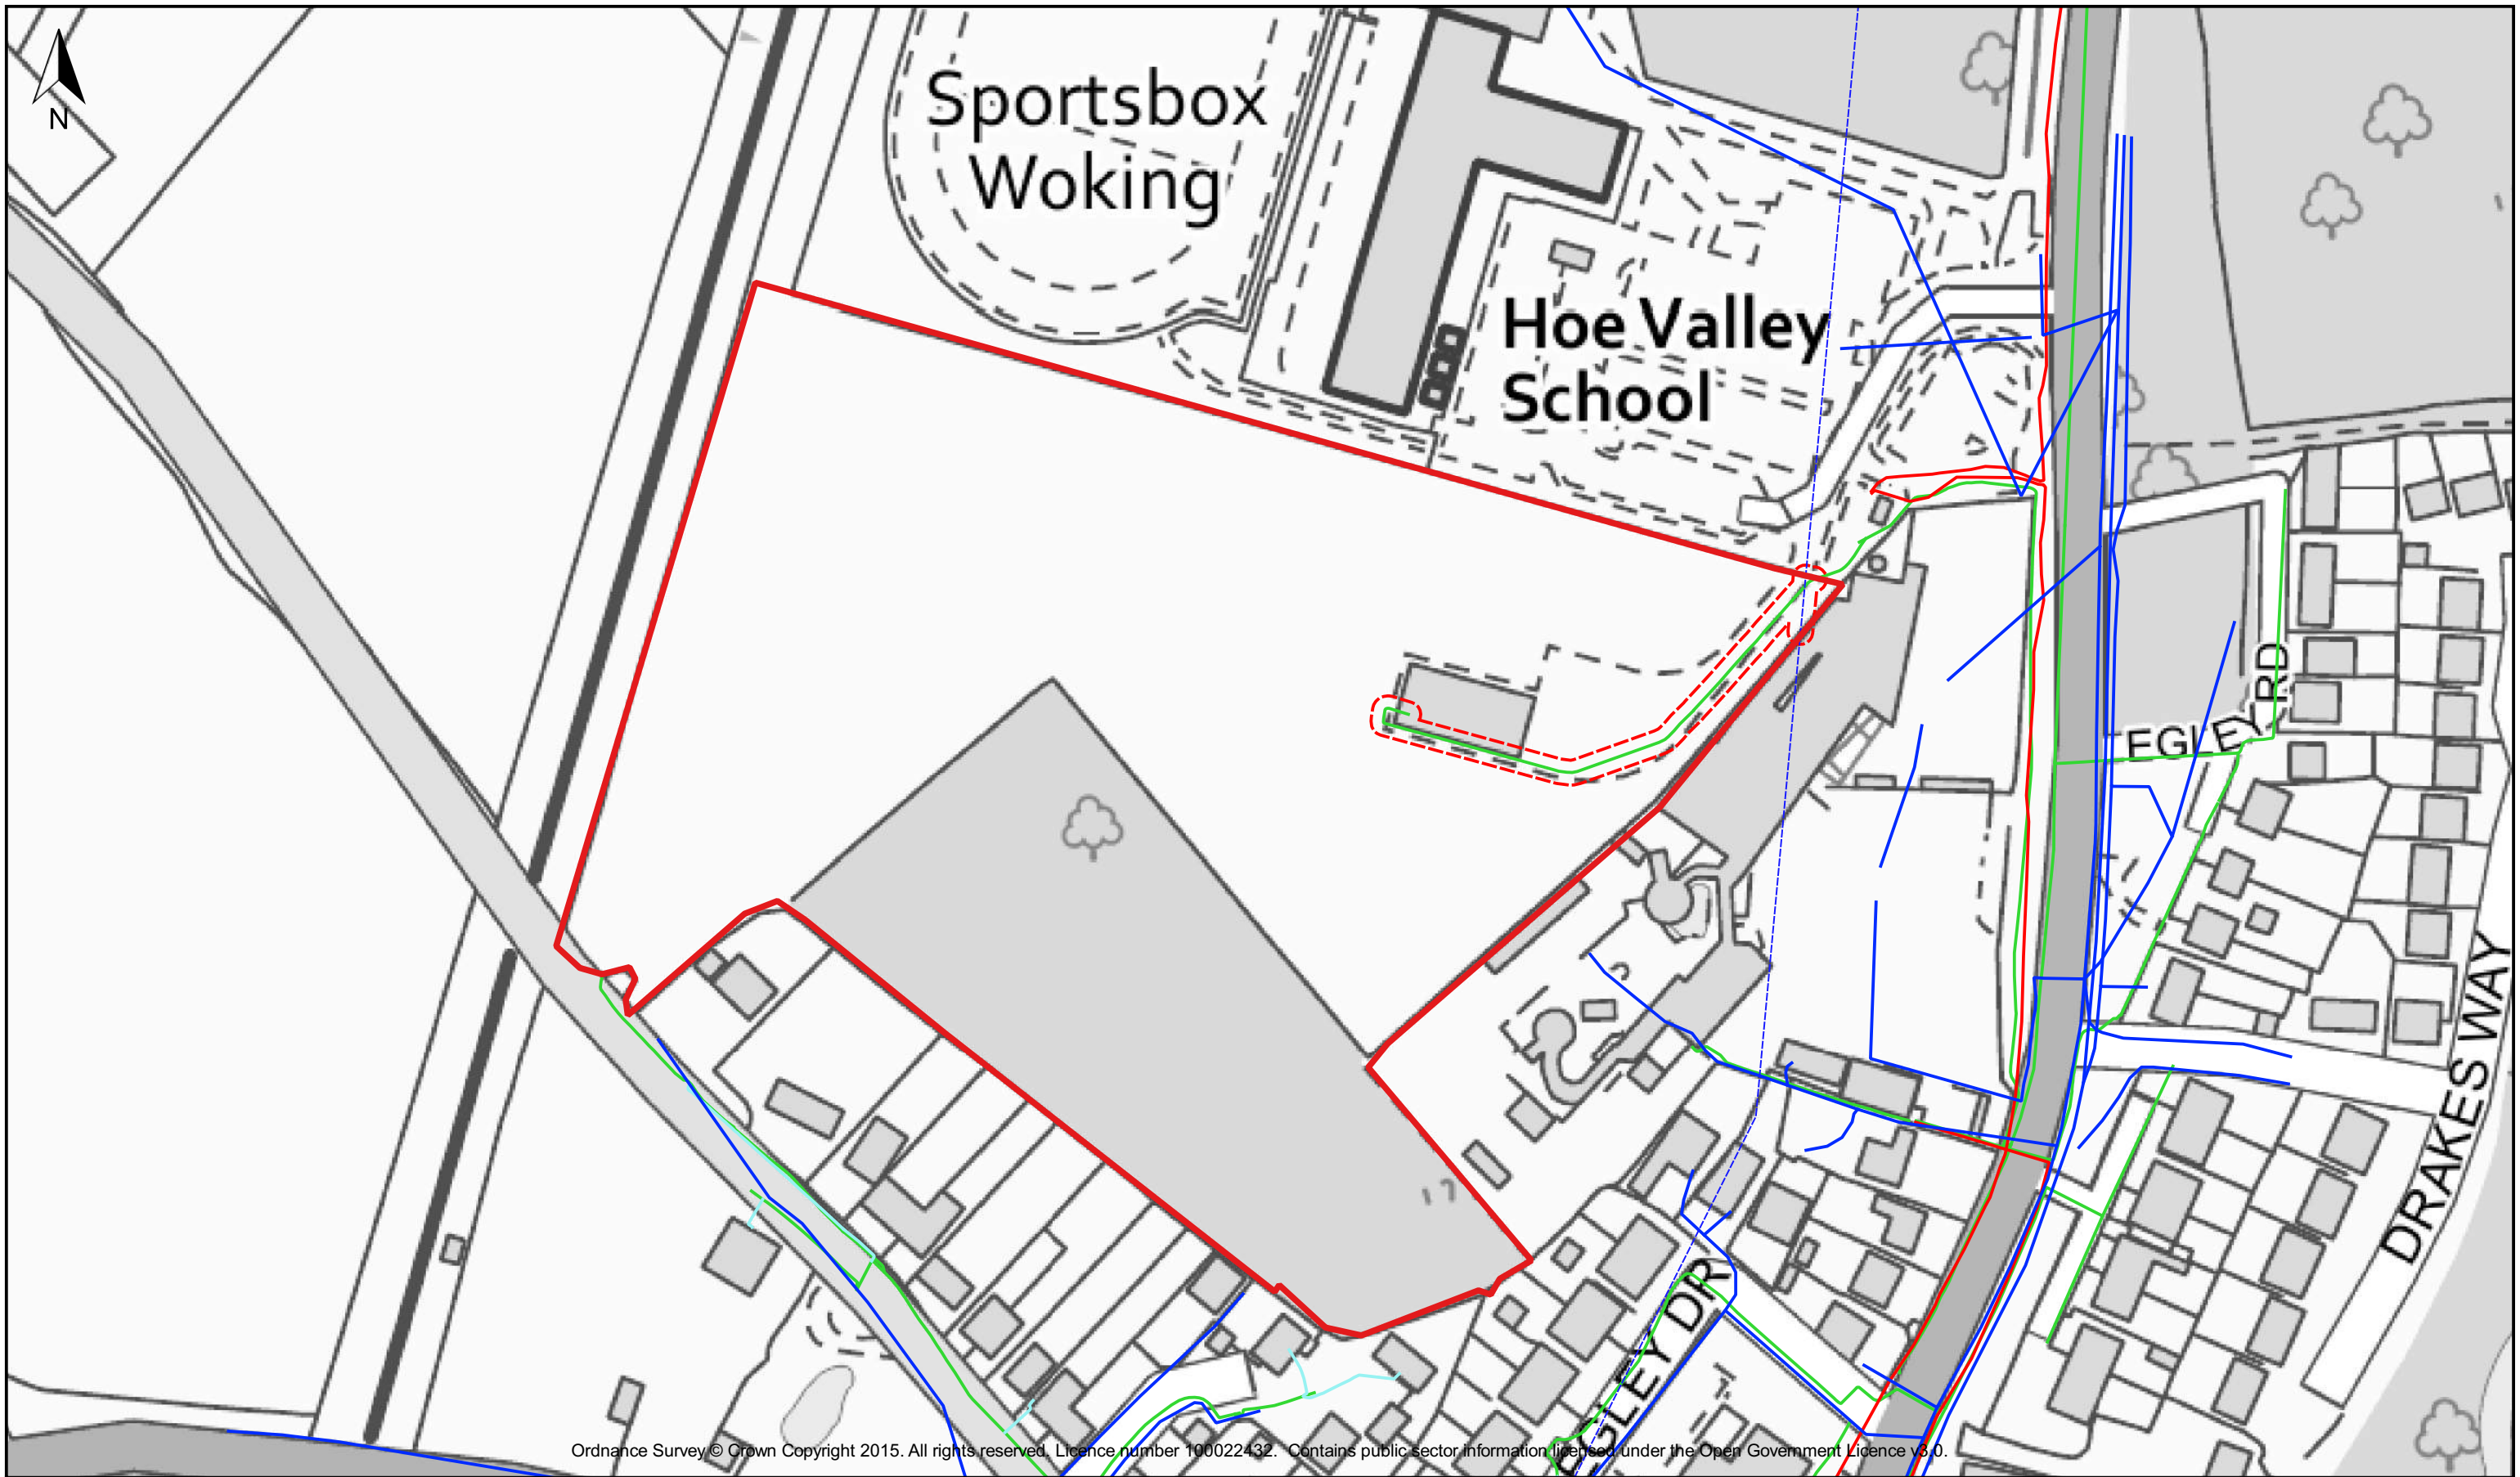 N
Sportsbox
Woking
Hoe Valley
School
EGLEY RD
DRAKES WAY
EGLEY DR
Ordnance Survey © Crown Copyright 2015. All rights reserved. Licence number 100022432. Contains public sector information licensed under the Open Government Licence v3.0.